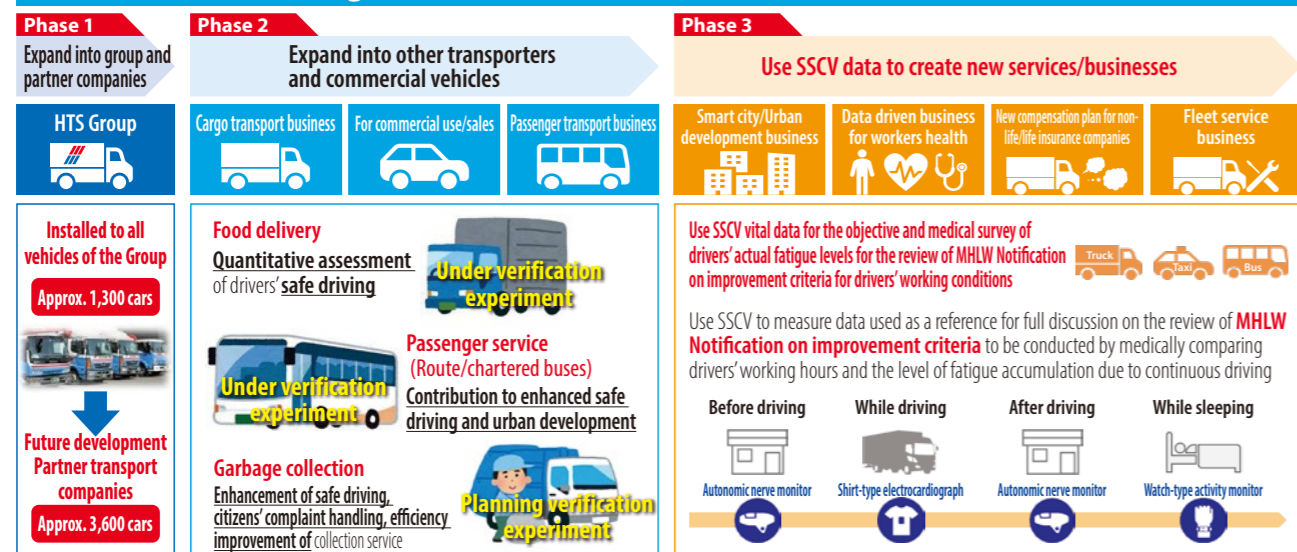 Phase 1
Expand into group and
partner companies
HTS Group
Installed to all
vehicles of the Group
Approx. 1,300 cars
Future development
Partner transport
companies
Approx. 3,600 cars
Phase 2
Expand into other transporters
and commercial vehicles
Cargo transport business
For commercial use/sales
Passenger transport business
Food delivery
Quantitative assessment
of drivers' safe driving
Under verification
experiment
Passenger service
(Route/chartered buses)
Contribution to enhanced safe
driving and urban development
Under verification
experiment
Garbage collection
Enhancement of safe driving,
citizens' complaint handling, efficiency
improvement of collection service
Planning verification
experiment
Phase 3
Use SSCV data to create new services/businesses
Smart city/Urban
development business
Data driven business
for workers health
New compensation plan for non-
life/life insurance companies
Fleet service
business
Use SSCV vital data for the objective and medical survey of
drivers' actual fatigue levels for the review of MHLW Notification
on improvement criteria for drivers' working conditions
Truck
Taxi
Bus
Use SSCV to measure data used as a reference for full discussion on the review of MHLW
Notification on improvement criteria to be conducted by medically comparing
drivers' working hours and the level of fatigue accumulation due to continuous driving
Before driving
While driving
After driving
While sleeping
Autonomic nerve monitor
Shirt-type electrocardiograph
Autonomic nerve monitor
Watch-type activity monitor